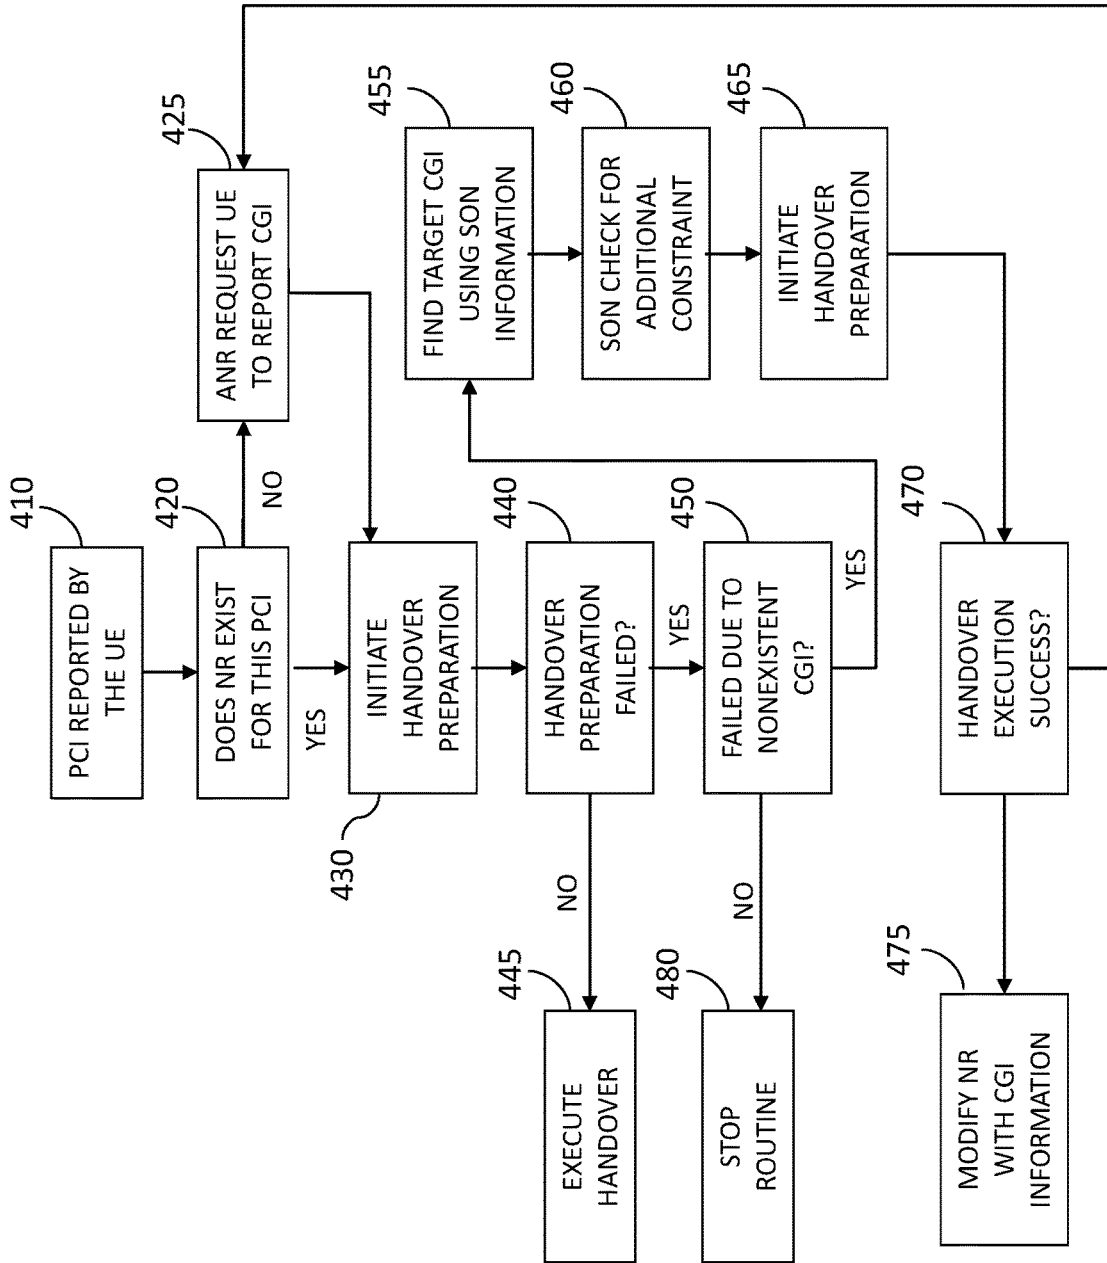 410
PCI REPORTED BY
THE UE
420
DOES NR EXIST
FOR THIS PCI
NO
YES
425
ANR REQUEST UE
TO REPORT CGI
430
INITIATE
HANDOVER
PREPARATION
440
HANDOVER
PREPARATION
FAILED?
NO
YES
445
EXECUTE
HANDOVER
450
FAILED DUE TO
NONEXISTENT
CGI?
NO
YES
480
STOP
ROUTINE
455
FIND TARGET CGI
USING SON
INFORMATION
460
SON CHECK FOR
ADDITIONAL
CONSTRAINT
465
INITIATE
HANDOVER
PREPARATION
470
HANDOVER
EXECUTION
SUCCESS?
475
MODIFY NR
WITH CGI
INFORMATION